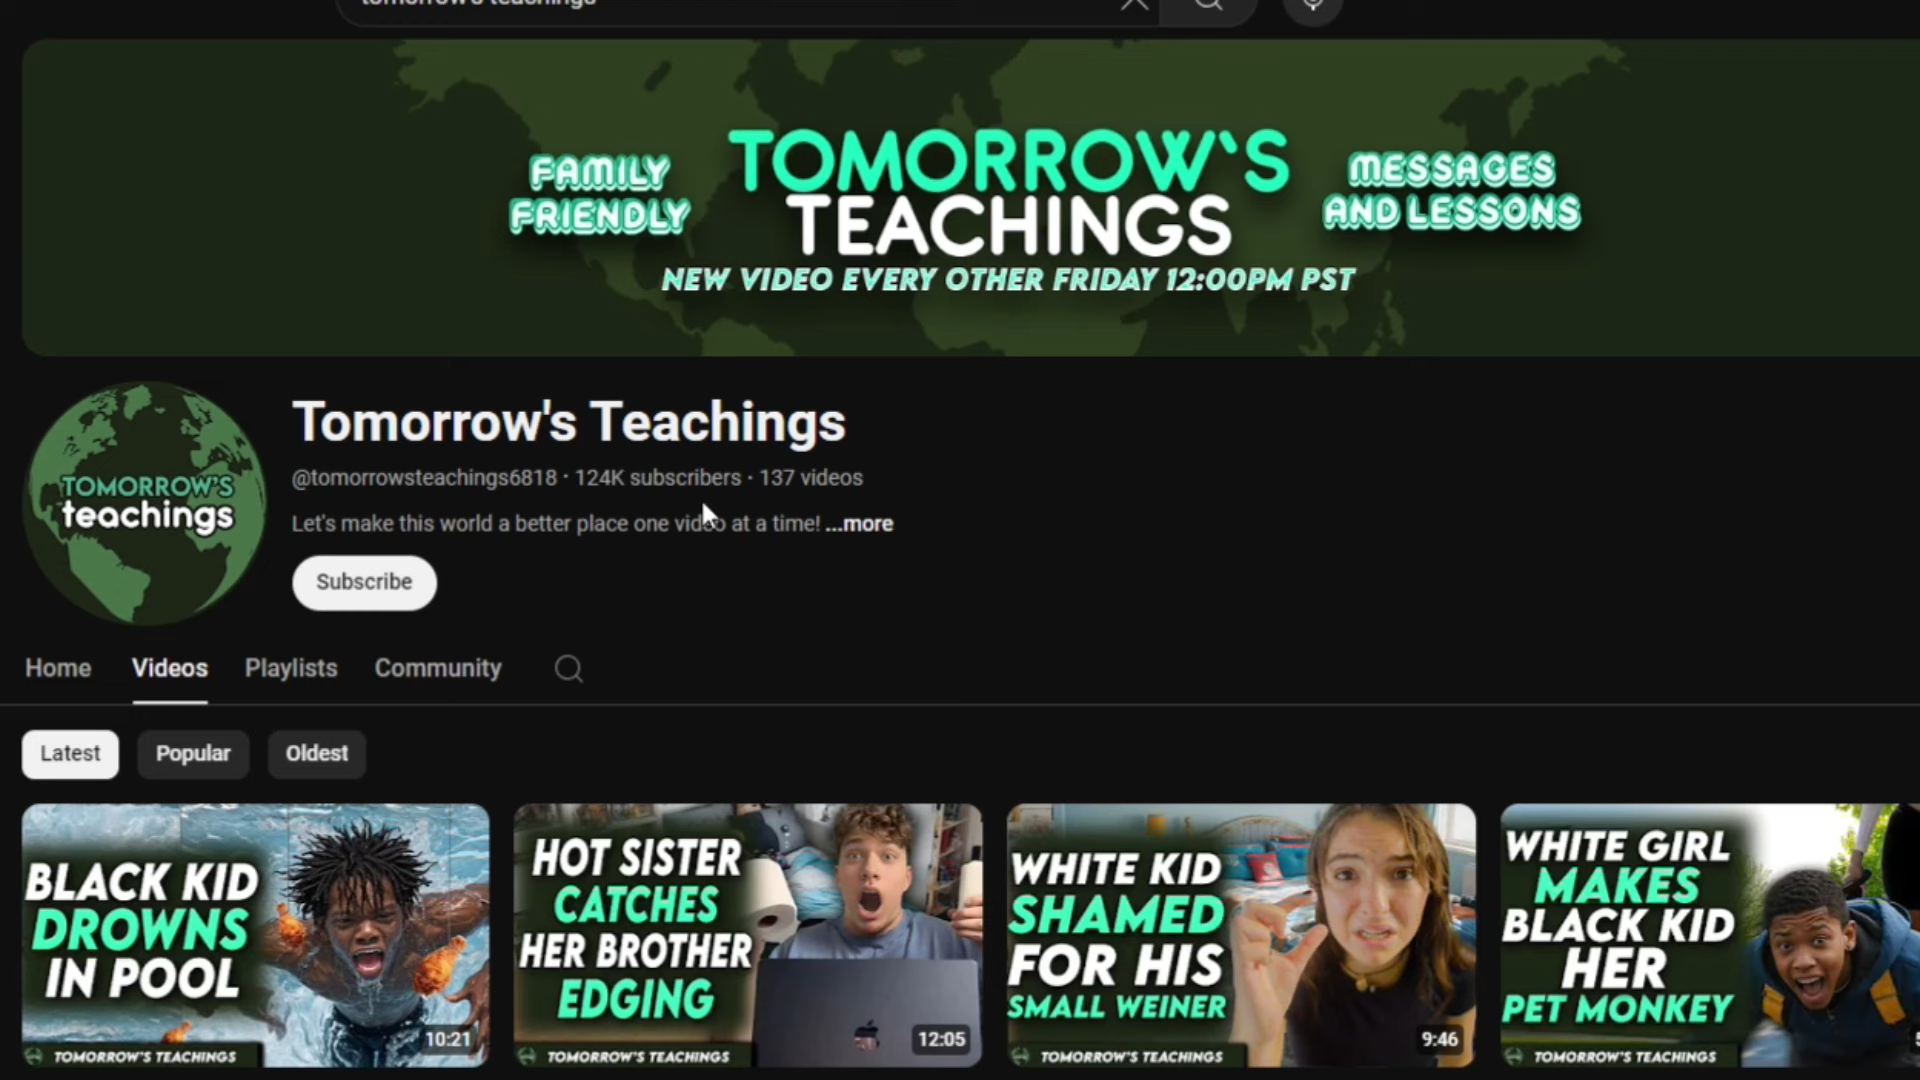 tomorrow's teachings
FAMILY
FRIENDLY
TOMORROW'S
TEACHINGS
NEW VIDEO EVERY OTHER FRIDAY 12:00PM PST
MESSAGES
AND LESSONS
TOMORROW'S
teachings
Tomorrow's Teachings
@tomorrowsteachings6818 · 124K subscribers · 137 videos
Let's make this world a better place one video at a time! ...more
Subscribe
Home Videos Playlists Community
Latest Popular Oldest
BLACK KID
DROWNS
IN POOL
10:21
TOMORROW'S TEACHINGS
HOT SISTER
CATCHES
HER BROTHER
EDGING
12:05
TOMORROW'S TEACHINGS
WHITE KID
SHAMED
FOR HIS
SMALL WEINER
9:46
TOMORROW'S TEACHINGS
WHITE GIRL
MAKES
BLACK KID
HER
PET MONKEY
TOMORROW'S TEACHINGS